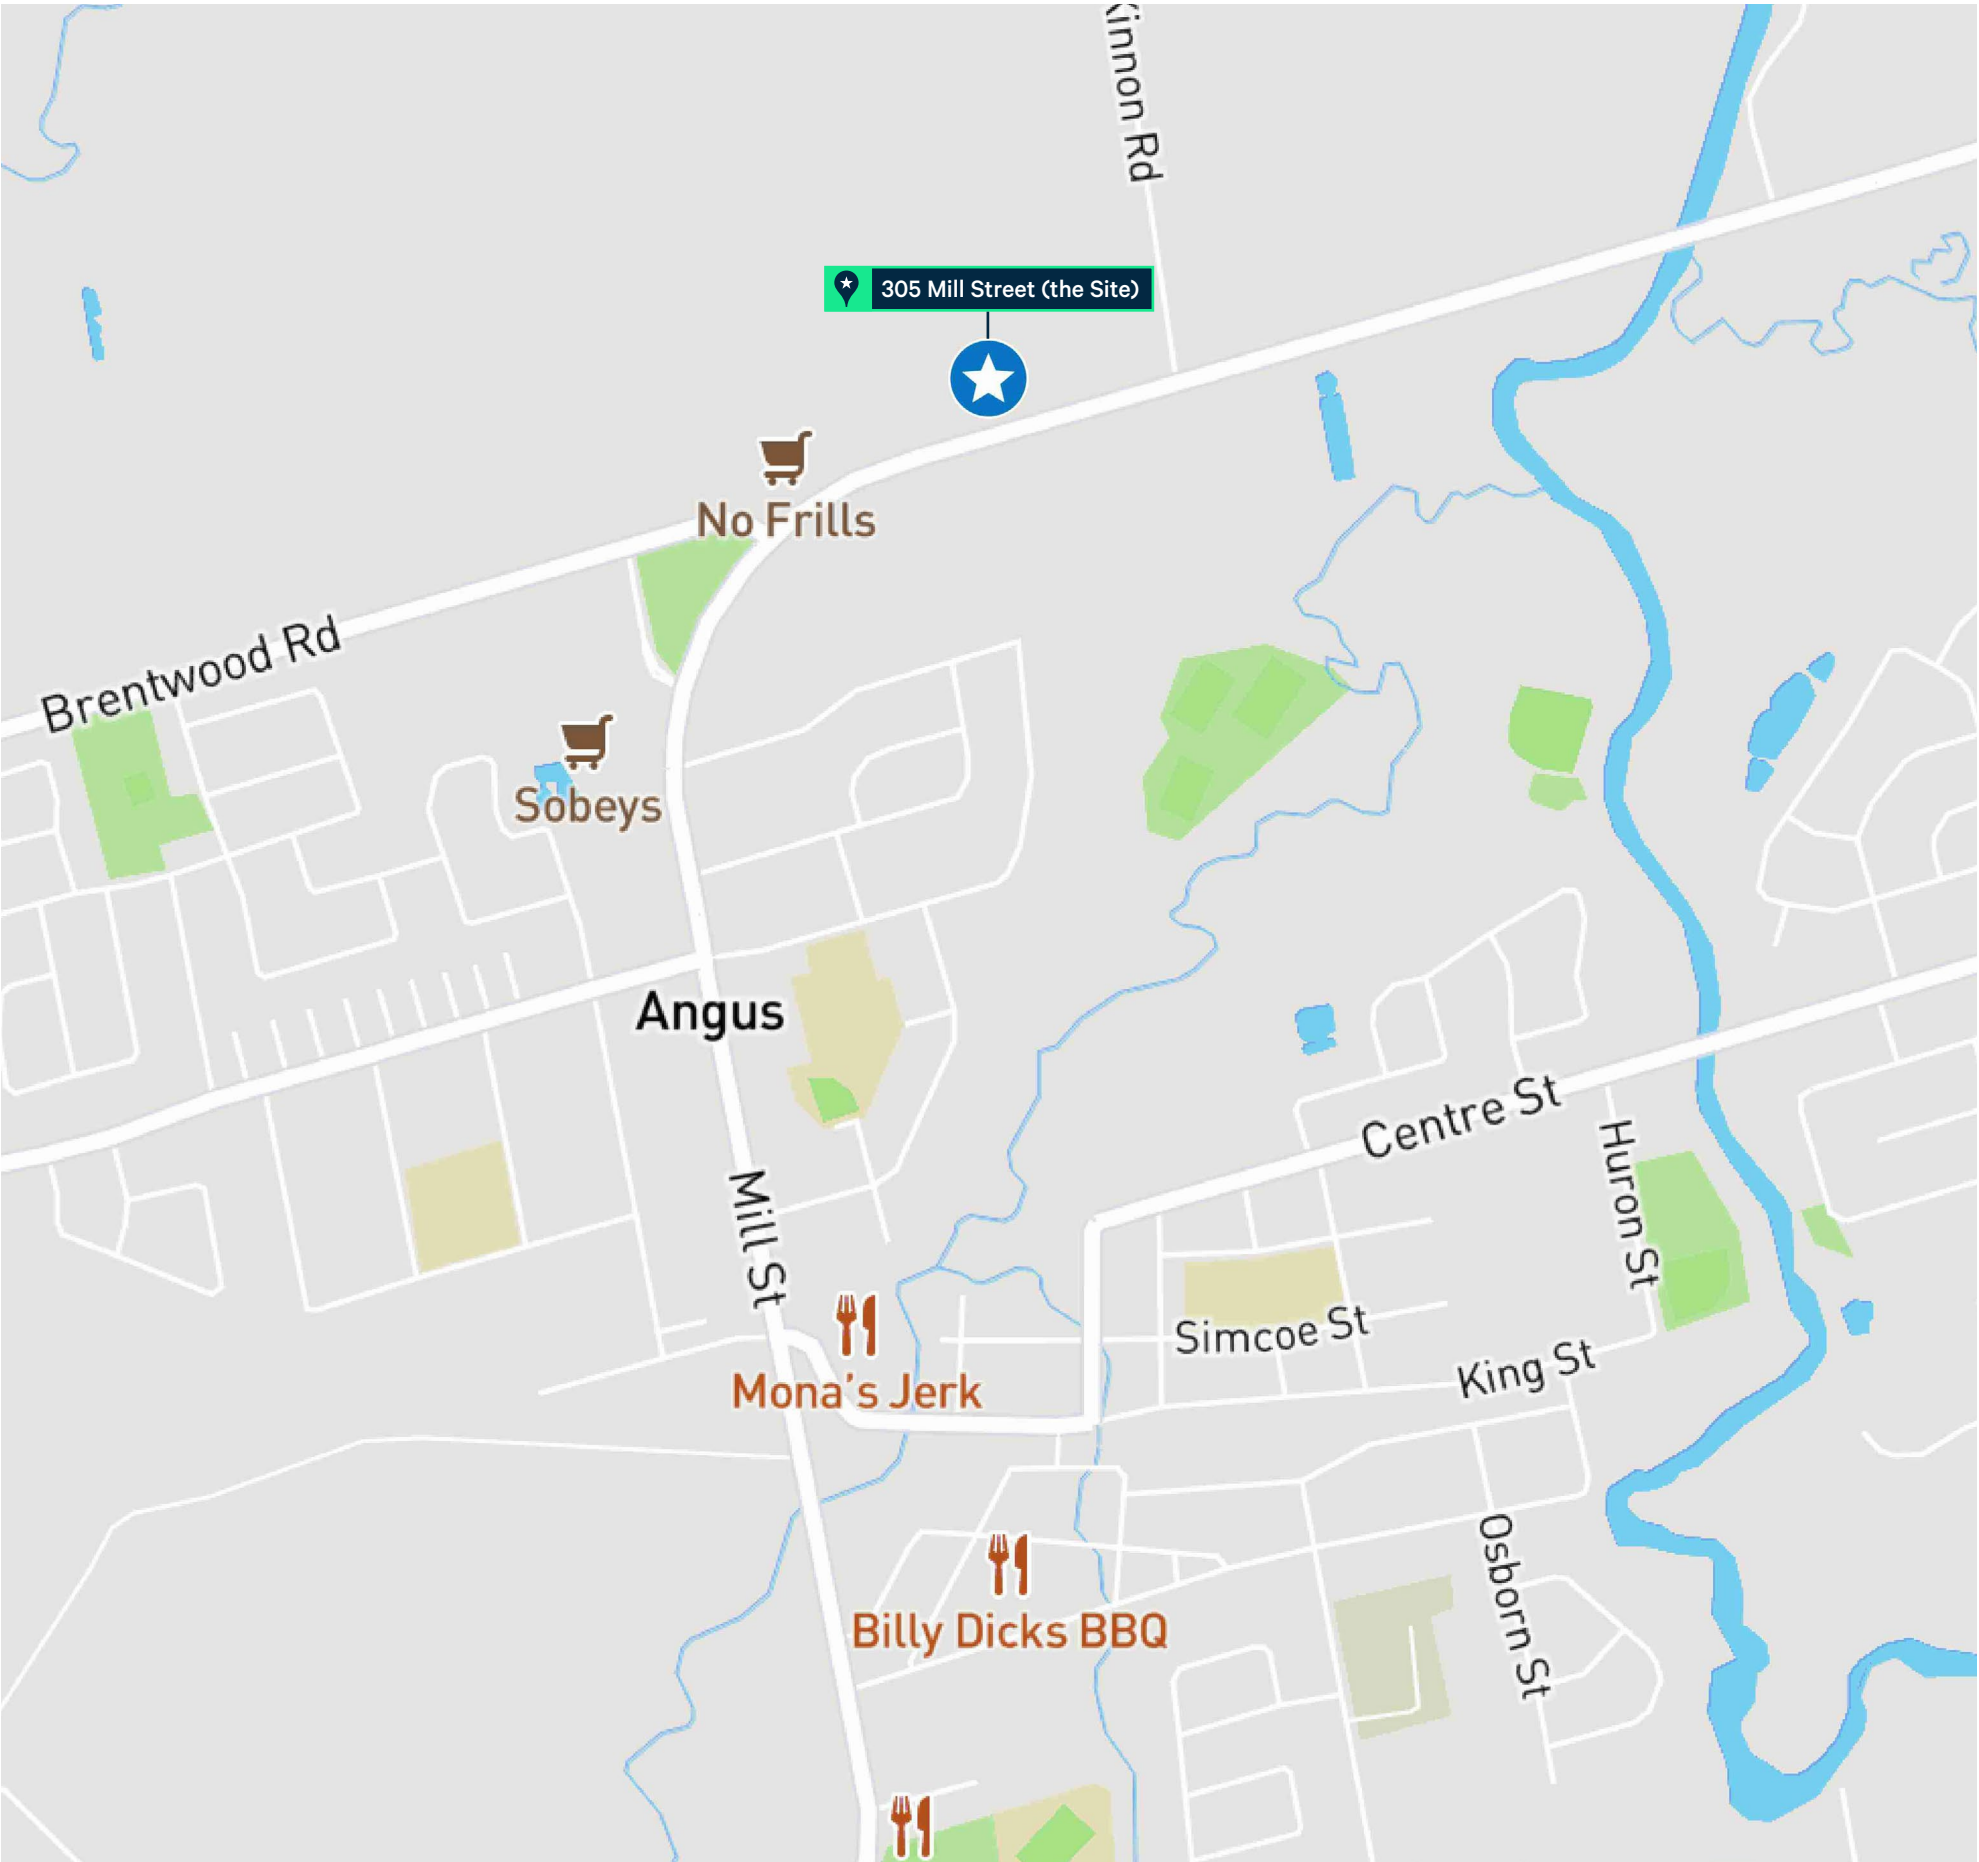 Kinnon Rd
305 Mill Street (the Site)
No Frills
Brentwood Rd
Sobeys
Angus
Centre St
Huron St
Mill St
Simcoe St
King St
Mona's Jerk
Osborn St
Billy Dicks BBQ